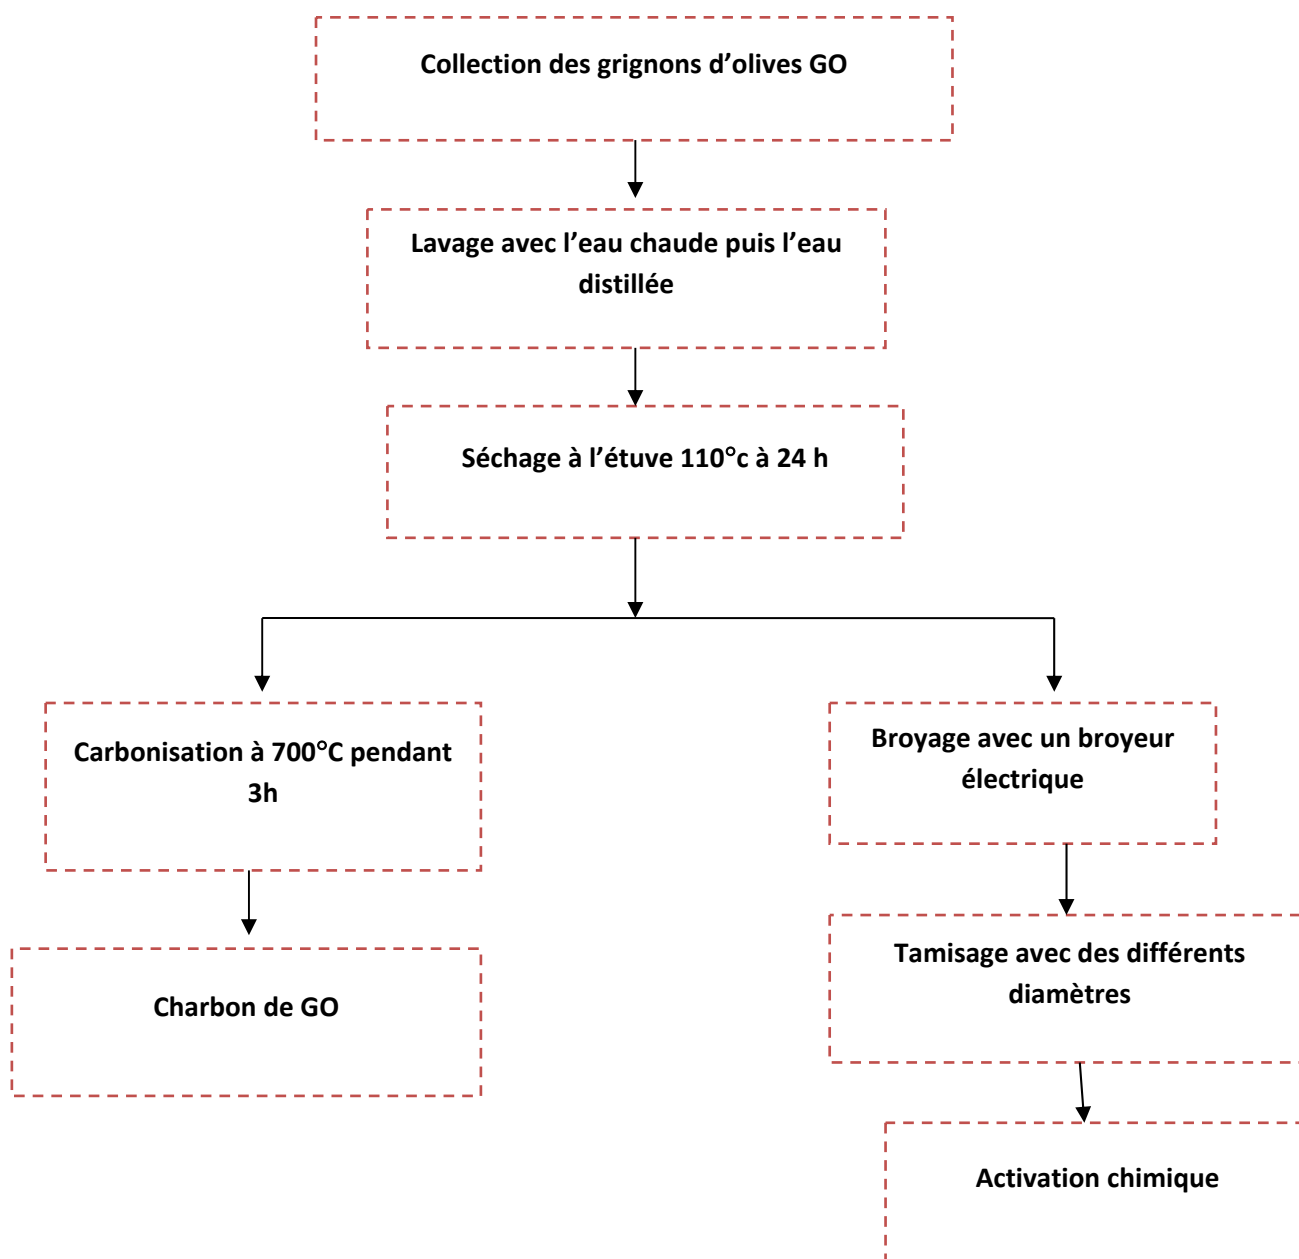 Collection des grignons d’olives GO
Lavage avec l’eau chaude puis l’eau
distillée
Séchage à l’étuve 110°c à 24 h
Carbonisation à 700°C pendant
3h
Charbon de GO
Broyage avec un broyeur
électrique
Tamisage avec des différents
diamètres
Activation chimique